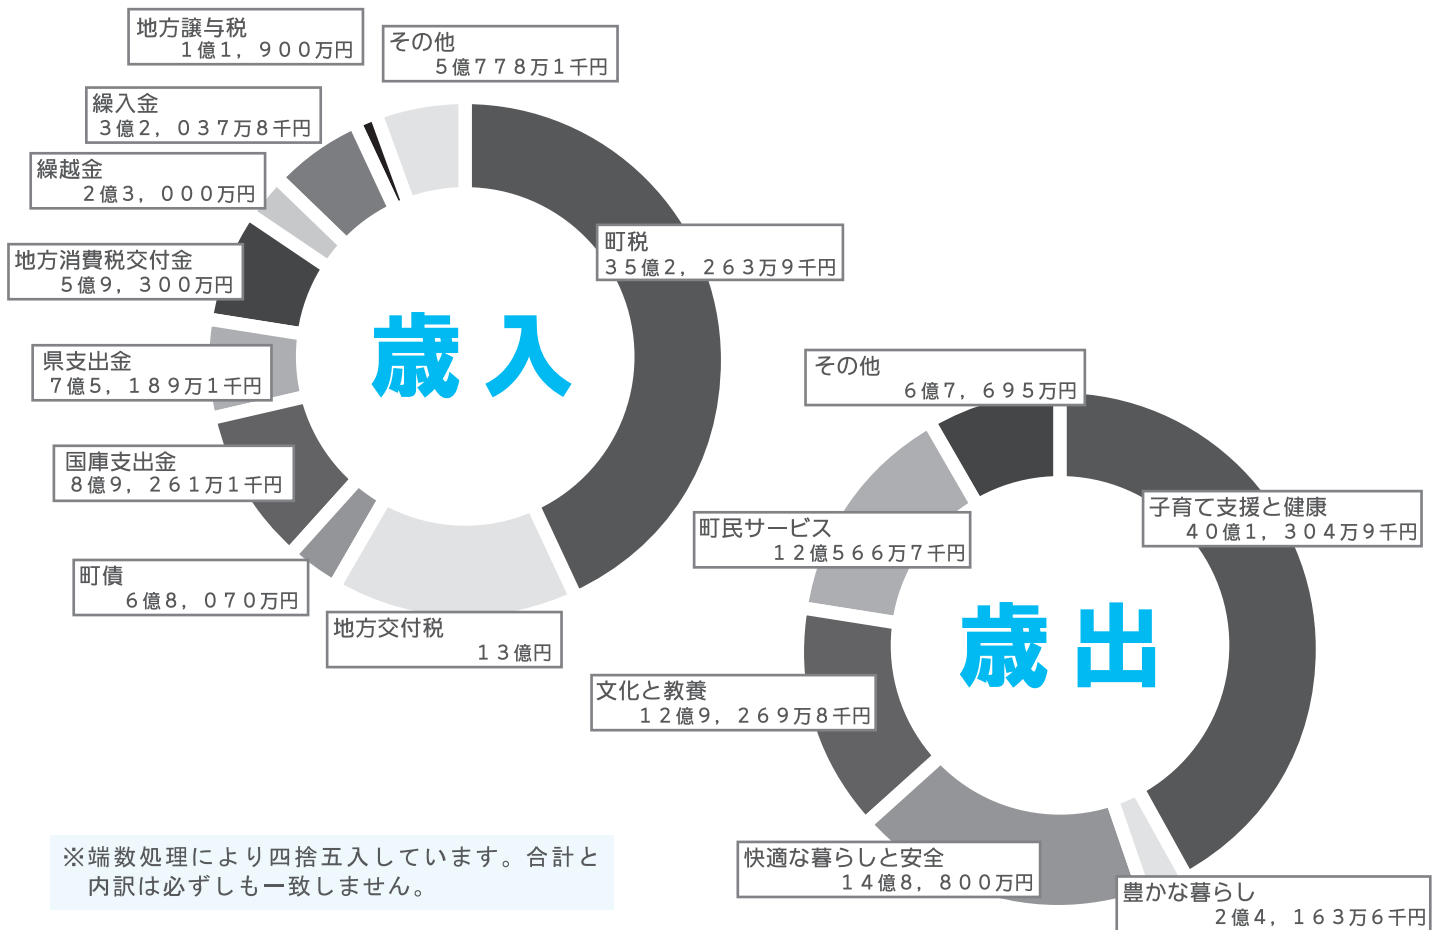 地方譲与税
1億1，900万円
その他
5億778万1千円
繰入金
3億2，037万8千円
繰越金
2億3，000万円
地方消費税交付金
5億9，300万円
県支出金
7億5，189万1千円
国庫支出金
8億9，261万1千円
町債
6億8，070万円
地方交付税
13億円
町税
35億2，263万9千円
歳入
その他
6億7，695万円
町民サービス
12億566万7千円
文化と教養
12億9，269万8千円
快適な暮らしと安全
14億8，800万円
豊かな暮らし
2億4，163万6千円
子育て支援と健康
40億1，304万9千円
歳出
※端数処理により四捨五入しています。合計と
内訳は必ずしも一致しません。